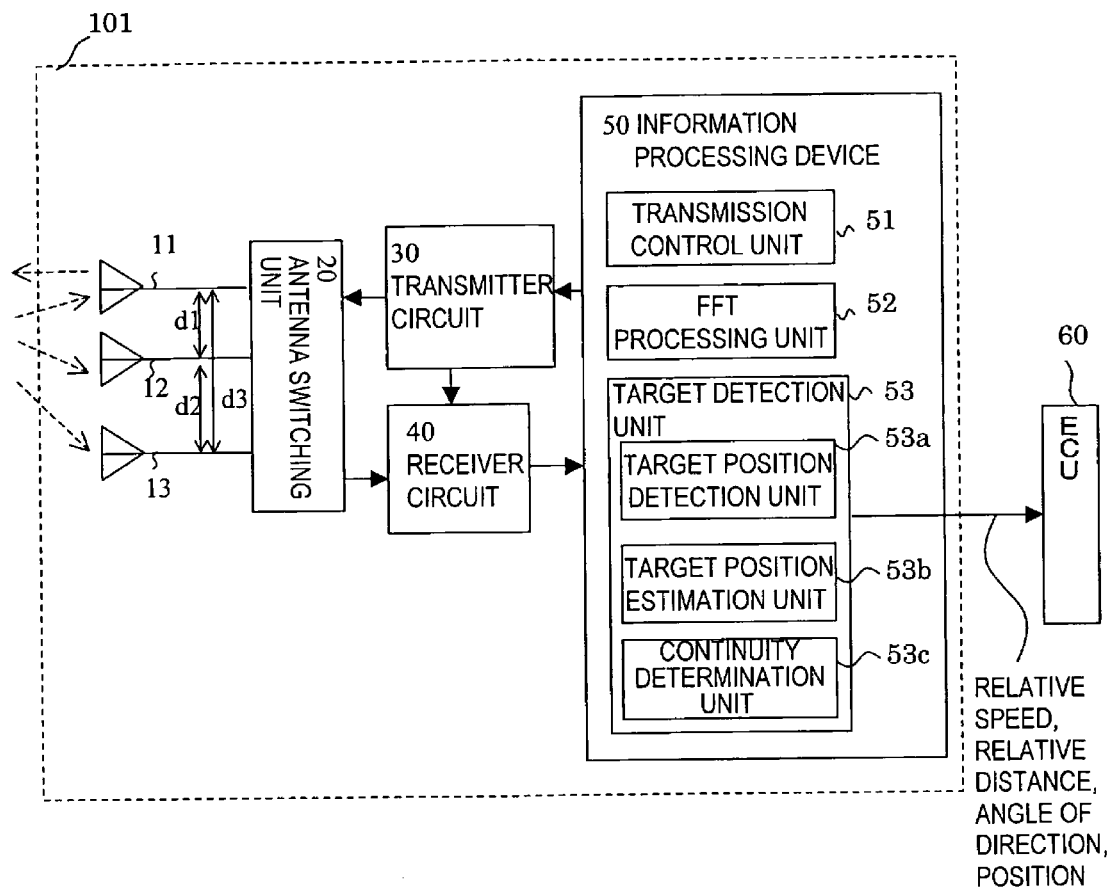 101
50 INFORMATION
PROCESSING DEVICE
TRANSMISSION
CONTROL UNIT
51
FFT
PROCESSING UNIT
52
TARGET DETECTION
UNIT
53
TARGET POSITION
DETECTION UNIT
53a
TARGET POSITION
ESTIMATION UNIT
53b
CONTINUITY
DETERMINATION
UNIT
53c
11
12
13
d1
d2
d3
20
ANTENNA SWITCHING
UNIT
30
TRANSMITTER
CIRCUIT
40
RECEIVER
CIRCUIT
60
ECU
RELATIVE
SPEED,
RELATIVE
DISTANCE,
ANGLE OF
DIRECTION,
POSITION